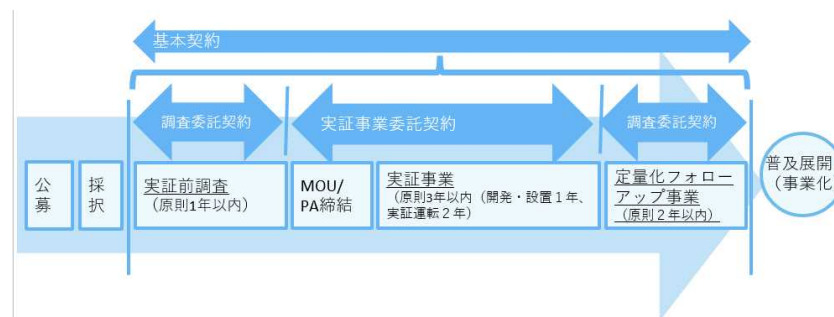 基本契約
調査委託契約
実証事業委託契約
調査委託契約
公
募
採
択
実証前調査
(原則1年以内)
MOU/
PA締結
実証事業
(原則3年以内(開発・設置1年、
実証運転2年)
定量化フォロー
アップ事業
(原則2年以内)
普及展開
(事業化